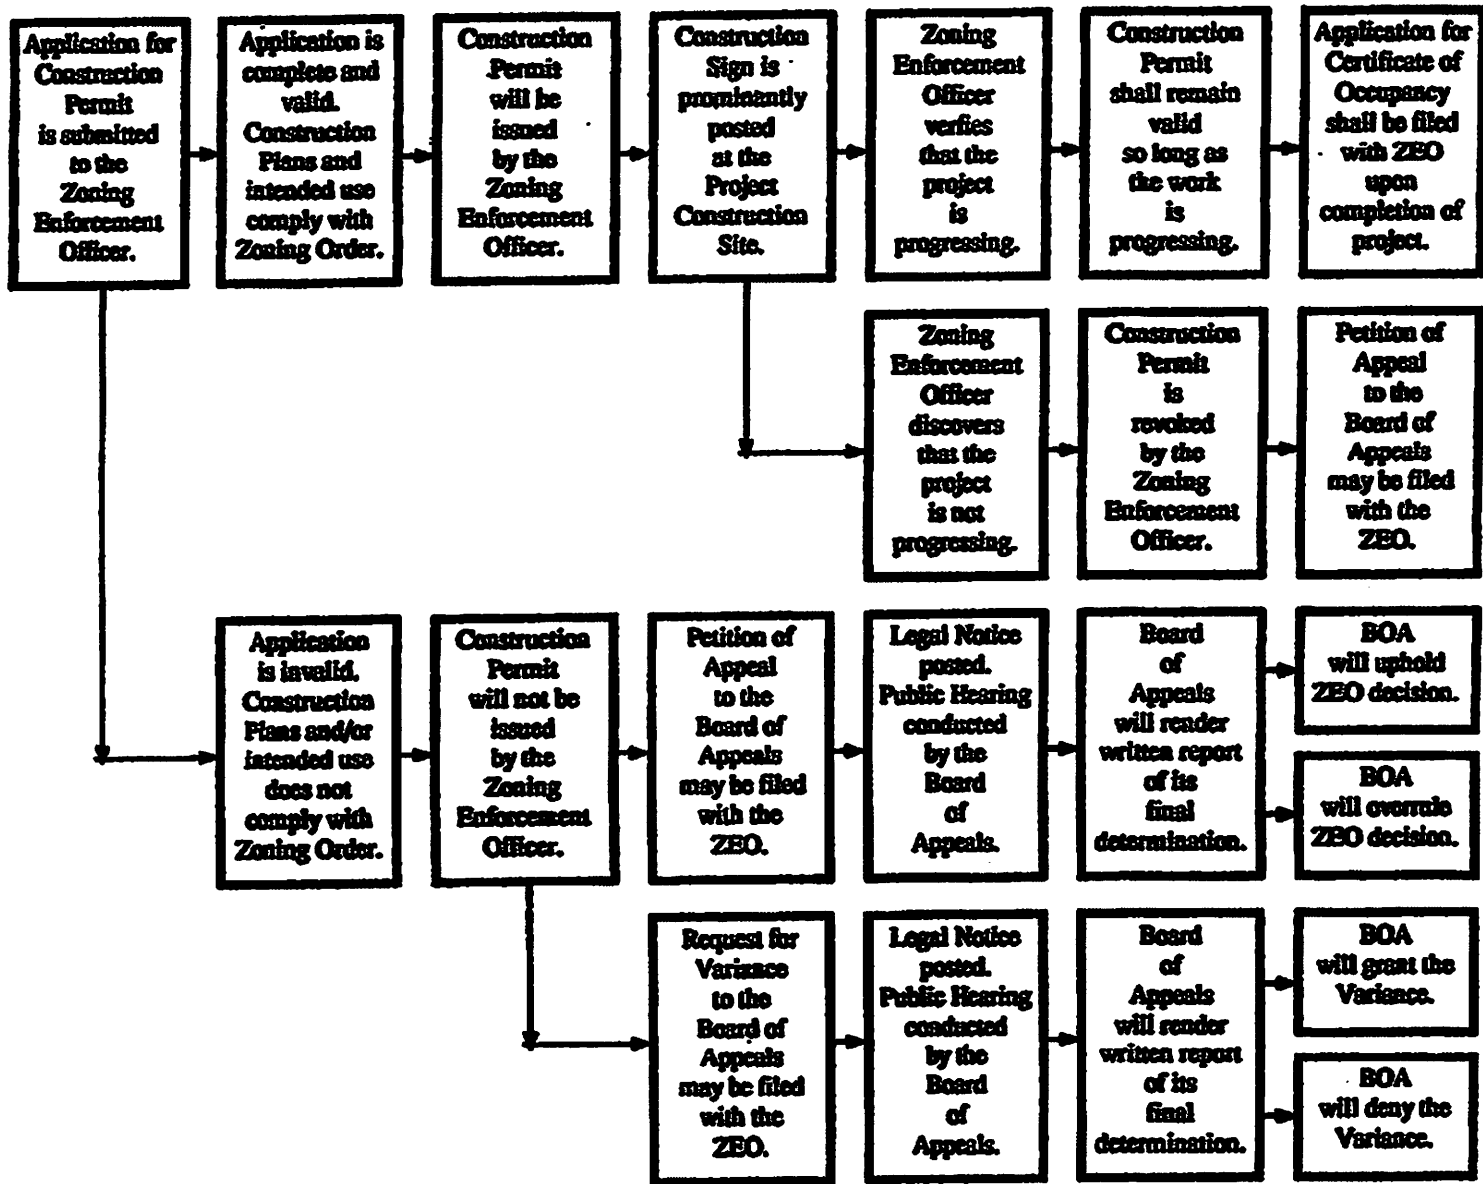 Application for
Construction
Permit
is submitted
to the
Zoning
Enforcement
Officer.
Application is
complete and
valid.
Construction
Plans and
intended use
comply with
Zoning Order.
Construction
Permit
will be
issued
by the
Zoning
Enforcement
Officer.
Construction
Sign is
prominantly
posted
at the
Project
Construction
Site.
Zoning
Enforcement
Officer
verfies
that the
project
is
progressing.
Construction
Permit
shall remain
valid
so long as
the work
is
progressing.
Application for
Certificate of
Occupancy
shall be filed
with ZEO
upon
completion of
project.
Zoning
Enforcement
Officer
discovers
that the
project
is not
progressing.
Construction
Permit
is
revoked
by the
Zoning
Enforcement
Officer.
Petition of
Appeal
to the
Board of
Appeals
may be filed
with the
ZEO.
Application
is invalid.
Construction
Plans and/or
intended use
does not
comply with
Zoning Order.
Construction
Permit
will not be
issued
by the
Zoning
Enforcement
Officer.
Petition of
Appeal
to the
Board of
Appeals
may be filed
with the
ZEO.
Legal Notice
posted.
Public Hearing
conducted
by the
Board
of
Appeals.
Board
of
Appeals
will render
written report
of its
final
determination.
BOA
will uphold
ZEO decision.
BOA
will overrule
ZEO decision.
Request for
Variance
to the
Board of
Appeals
may be filed
with the
ZEO.
Legal Notice
posted.
Public Hearing
conducted
by the
Board
of
Appeals.
Board
of
Appeals
will render
written report
of its
final
determination.
BOA
will grant the
Variance.
BOA
will deny the
Variance.